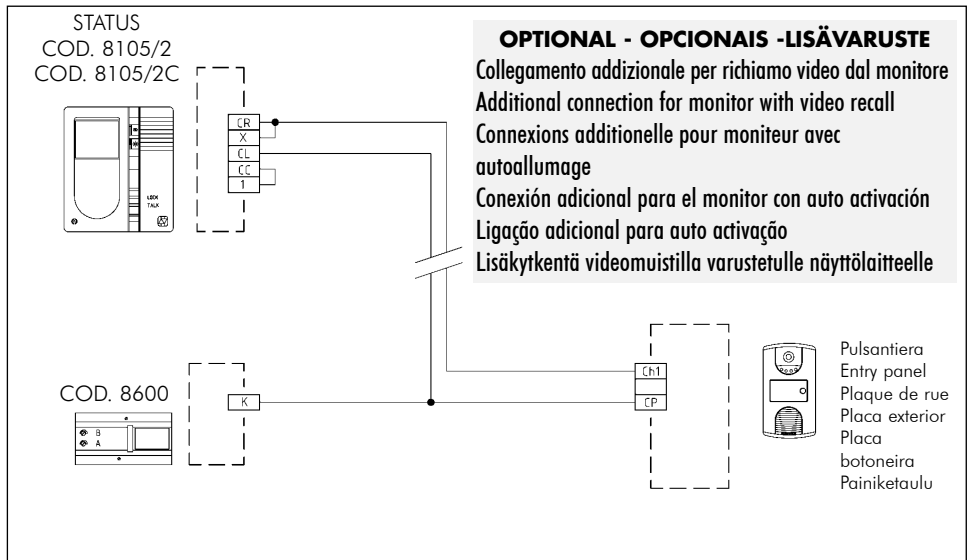 STATUS
COD. 8105/2
COD. 8105/2C
OPTIONAL - OPCIONAIS -LISÄVARUSTE
Collegamento addizionale per richiamo video dal monitore
Additional connection for monitor with video recall
Connexions additionelle pour moniteur avec
autoallumage
Conexión adicional para el monitor con auto activación
Ligação adicional para auto activação
Lisäkytkentä videomuistilla varustetulle näyttölaitteelle
CR
X
CL
CC
1
LOCK
TALK
COD. 8600
B
A
K
Ch1
CP
Pulsantiera
Entry panel
Plaque de rue
Placa exterior
Placa
botoneira
Painiketaulu